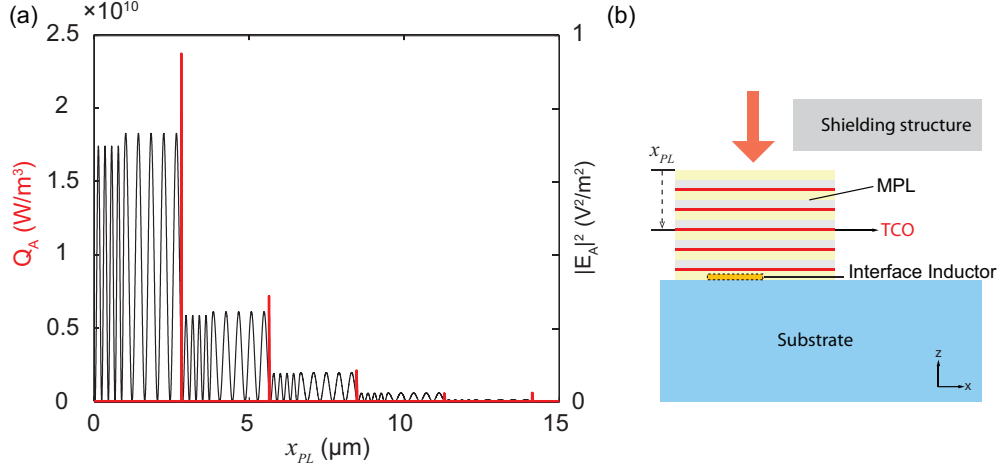 (a)
×10¹⁰
2.5
2
1.5
1
0.5
0
Q_A (W/m³)
1
0
|E_A|² (V²/m²)
0
5
10
15
x_PL (μm)
(b)
Shielding structure
x_PL
MPL
TCO
Interface Inductor
Substrate
z
x